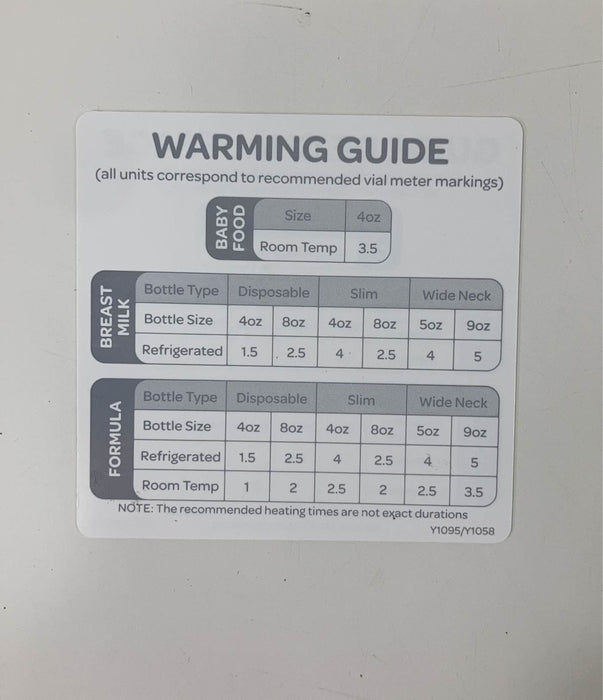 WARMING GUIDE
(all units correspond to recommended vial meter markings)
BABY FOOD
Size 4oz
Room Temp 3.5
BREAST MILK
Bottle Type Disposable Slim Wide Neck
Bottle Size 4oz 8oz 4oz 8oz 5oz 9oz
Refrigerated 1.5 2.5 4 2.5 4 5
FORMULA
Bottle Type Disposable Slim Wide Neck
Bottle Size 4oz 8oz 4oz 8oz 5oz 9oz
Refrigerated 1.5 2.5 4 2.5 4 5
Room Temp 1 2 2.5 2 2.5 3.5
NOTE: The recommended heating times are not exact durations
Y1095/Y1058